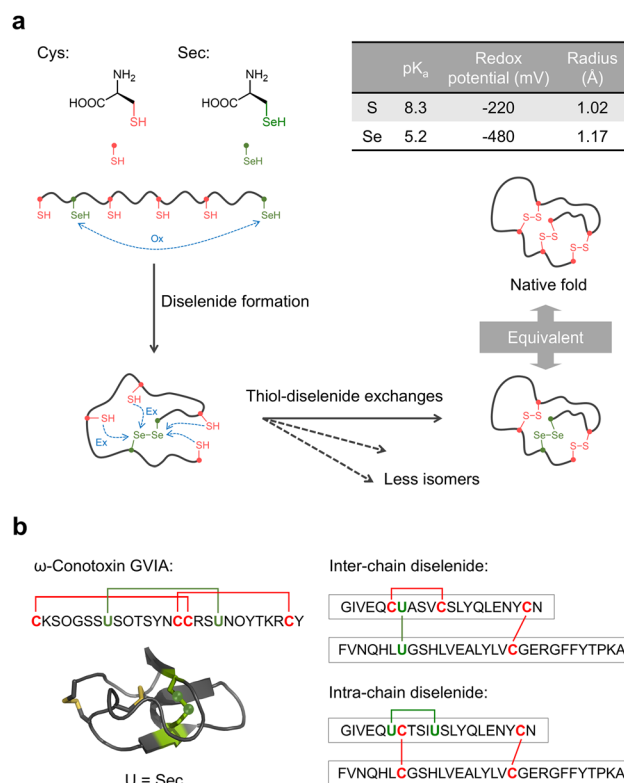 a
Cys:
Sec:
NH2
HOOC
SH
NH2
HOOC
SeH
SH
SeH
pKa
Redox potential (mV)
Radius (Å)
S 8.3 -220 1.02
Se 5.2 -480 1.17
SH SeH SH SH SH SeH
Ox
Diselenide formation
S–S
S–S
S–S
Native fold
Equivalent
SH
SH
Ex
SH
Ex
Se–Se
SH
Thiol-diselenide exchanges
Less isomers
S–S
Se–Se
S–S
b
ω-Conotoxin GVIA:
CKSOGSSUSOTSYNCCRSUNOYTKRCY
U = Sec
Inter-chain diselenide:
GIVEQCUASVCSLYQLENYCN
FVNQHLUGSHLVEALYLVCGERGFFYTPKA
Intra-chain diselenide:
GIVEQUCTSIUSLYQLENYCN
FVNQHLCGSHLVEALYLVCGERGFFYTPKA